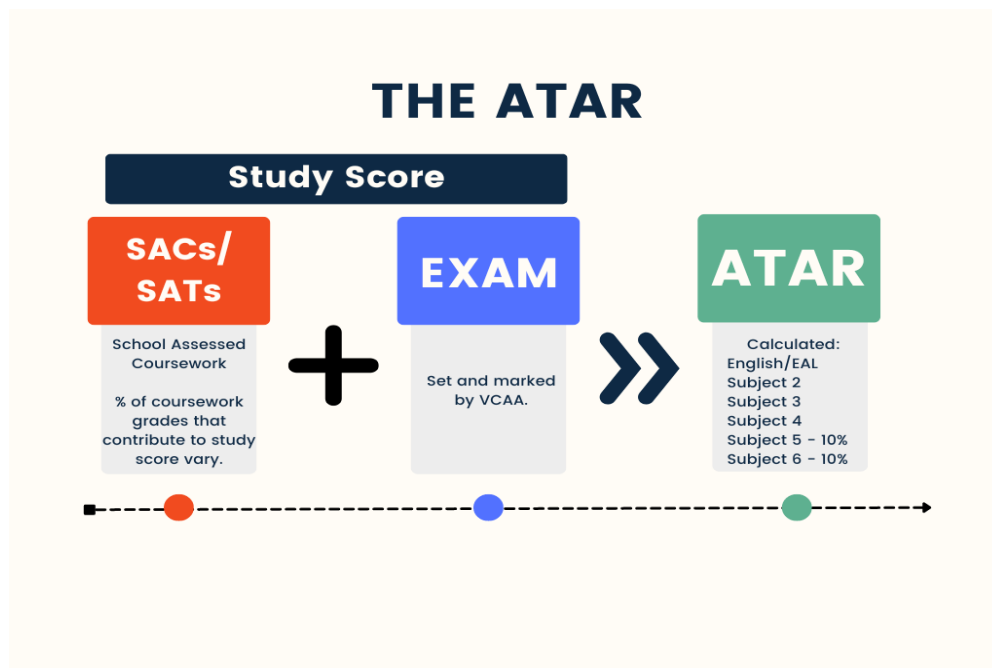 THE ATAR
Study Score
SACs/
SATs
School Assessed
Coursework
% of coursework
grades that
contribute to study
score vary.
EXAM
Set and marked
by VCAA.
ATAR
Calculated:
English/EAL
Subject 2
Subject 3
Subject 4
Subject 5 - 10%
Subject 6 - 10%